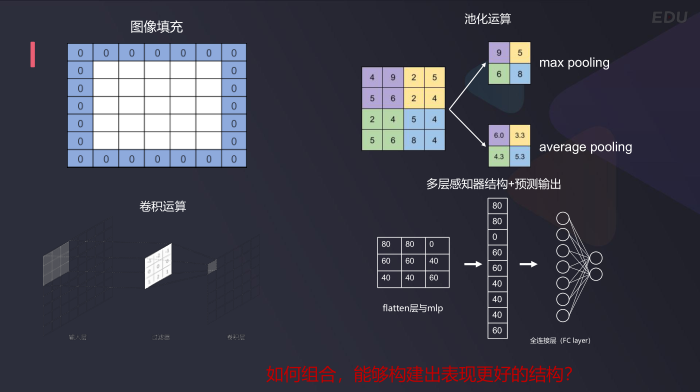 EDU
图像填充
0 0 0 0 0 0 0
0 0
0 0
0 0
0 0
0 0
0 0 0 0 0 0 0
池化运算
4 9 2 5
5 6 2 4
2 4 5 4
5 6 8 4
9 5
6 8
max pooling
6.0 3.3
4.3 5.3
average pooling
卷积运算
输入层
卷积层
多层感知器结构+预测输出
80 80 0
60 60 40
40 40 60
flatten层与mlp
80
80
0
60
60
40
40
40
60
全连接层（FC layer）
如何组合，能够构建出表现更好的结构？